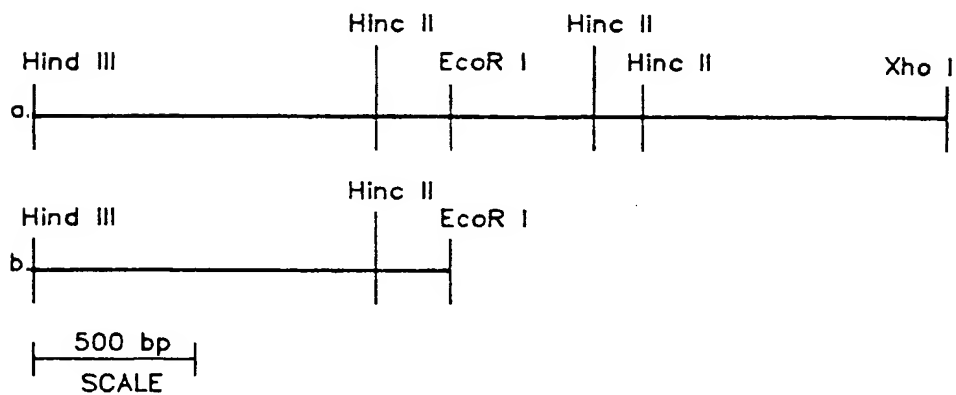 Hinc II Hinc II
Hind III EcoR I Hinc II Xho I
a.
Hinc II
Hind III EcoR I
b.
500 bp
SCALE